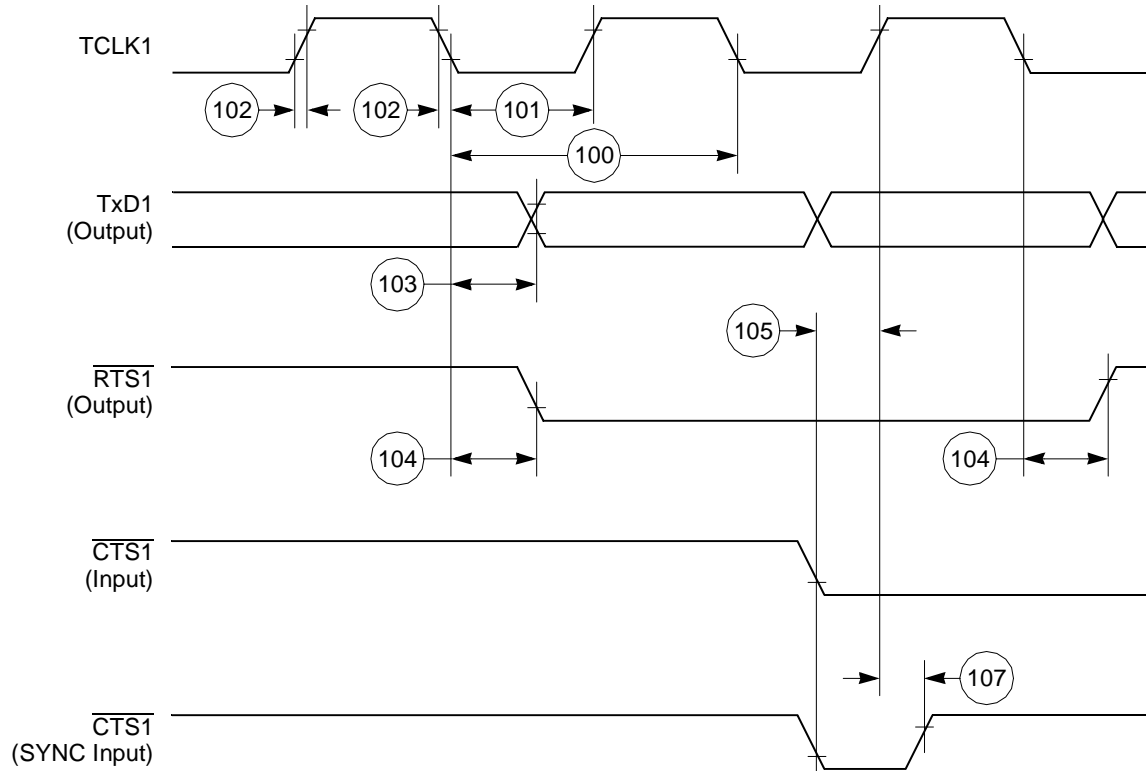 TCLK1
102
102
101
100
TxD1
(Output)
103
105
RTS1
(Output)
104
104
CTS1
(Input)
107
CTS1
(SYNC Input)